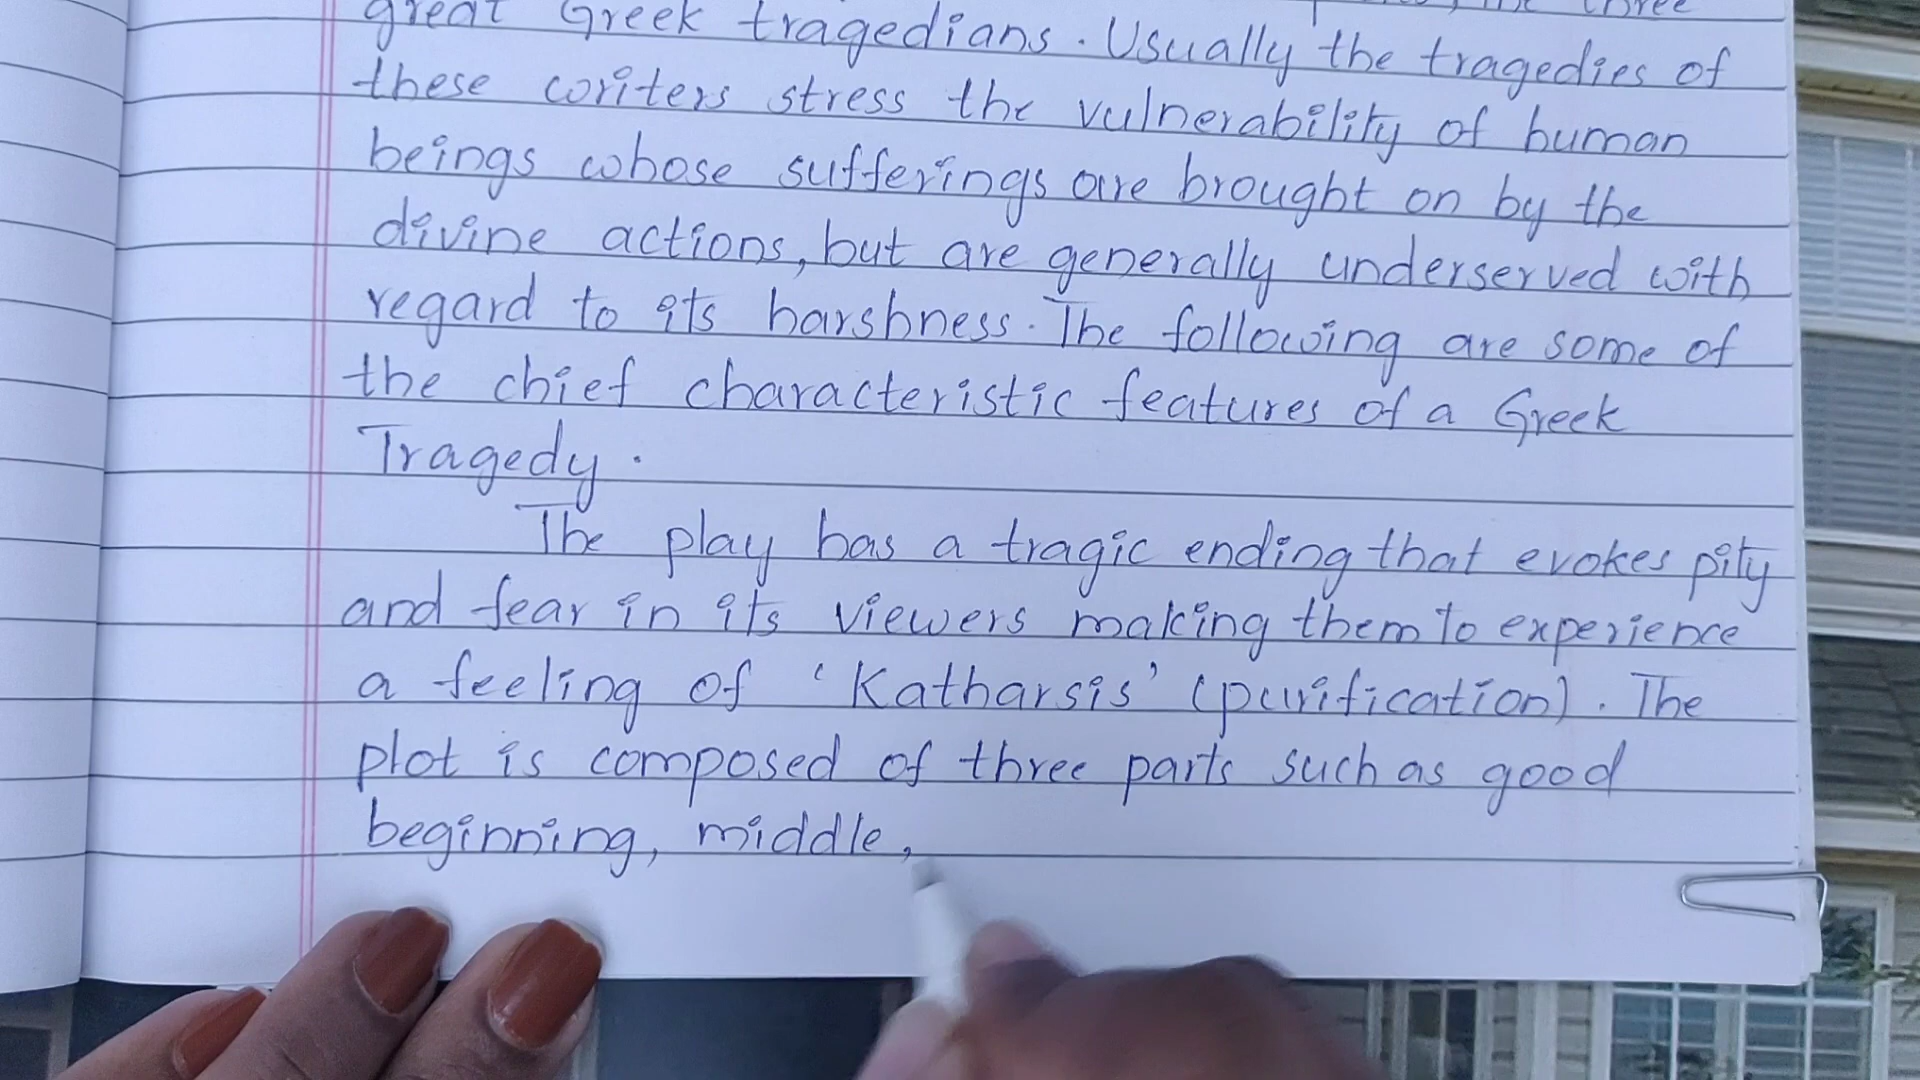 the three
great Greek tragedians. Usually the tragedies of
these writers stress the vulnerability of human
beings whose sufferings are brought on by the
divine actions, but are generally underserved with
regard to its harshness. The following are some of
the chief characteristic features of a Greek
Tragedy.
The play has a tragic ending that evokes pity
and fear in its viewers making them to experience
a feeling of 'Katharsis' (purification). The
plot is composed of three parts such as good
beginning, middle,